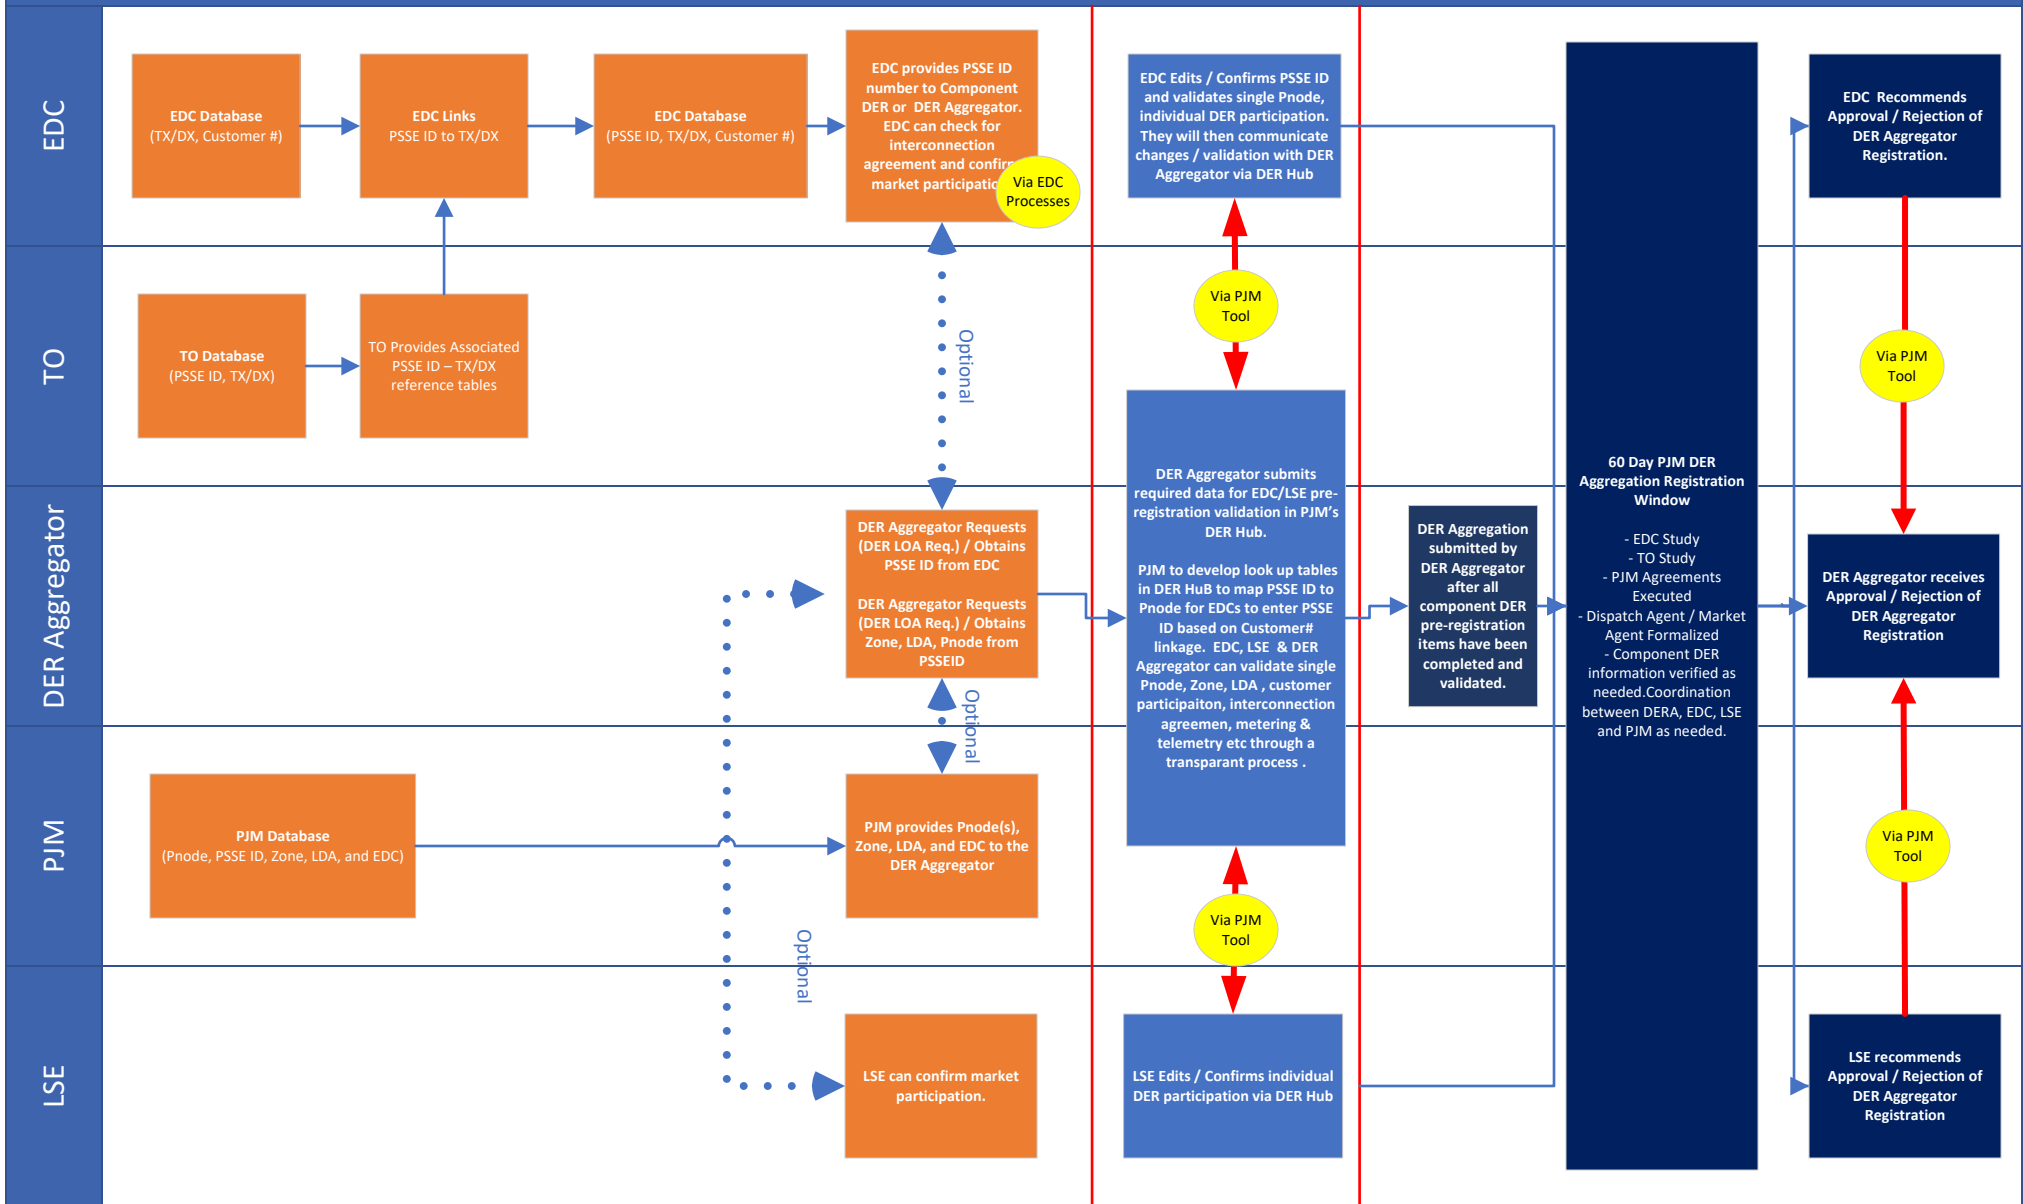 EDC
EDC Database
(TX/DX, Customer #)
EDC Links
PSSE ID to TX/DX
EDC Database
(PSSE ID, TX/DX, Customer #)
EDC provides PSSE ID
number to Component
DER or DER Aggregator.
EDC can check for
interconnection
agreement and confirm
market participatio
Via EDC
Processes
EDC Edits / Confirms PSSE ID
and validates single Pnode,
individual DER participation.
They will then communicate
changes / validation with DER
Aggregator via DER Hub
EDC Recommends
Approval / Rejection of
DER Aggregator
Registration.
TO
TO Database
(PSSE ID, TX/DX)
TO Provides Associated
PSSE ID – TX/DX
reference tables
Optional
Via PJM
Tool
Via PJM
Tool
DER Aggregator
DER Aggregator Requests
(DER LOA Req.) / Obtains
PSSE ID from EDC
DER Aggregator Requests
(DER LOA Req.) / Obtains
Zone, LDA, Pnode from
PSSEID
Optional
DER Aggregator submits
required data for EDC/LSE pre-
registration validation in PJM's
DER Hub.
PJM to develop look up tables
in DER HuB to map PSSE ID to
Pnode for EDCs to enter PSSE
ID based on Customer#
linkage. EDC, LSE & DER
Aggregator can validate single
Pnode, Zone, LDA , customer
participaiton, interconnection
agreemen, metering &
telemetry etc through a
transparant process .
DER Aggregation
submitted by
DER Aggregator
after all
component DER
pre-registration
items have been
completed and
validated.
60 Day PJM DER
Aggregation Registration
Window
- EDC Study
- TO Study
- PJM Agreements
Executed
- Dispatch Agent / Market
Agent Formalized
- Component DER
information verified as
needed.Coordination
between DERA, EDC, LSE
and PJM as needed.
DER Aggregator receives
Approval / Rejection of
DER Aggregator
Registration
PJM
PJM Database
(Pnode, PSSE ID, Zone, LDA, and EDC)
PJM provides Pnode(s),
Zone, LDA, and EDC to the
DER Aggregator
Optional
Via PJM
Tool
Via PJM
Tool
LSE
LSE can confirm market
participation.
LSE Edits / Confirms individual
DER participation via DER Hub
LSE recommends
Approval / Rejection of
DER Aggregator
Registration